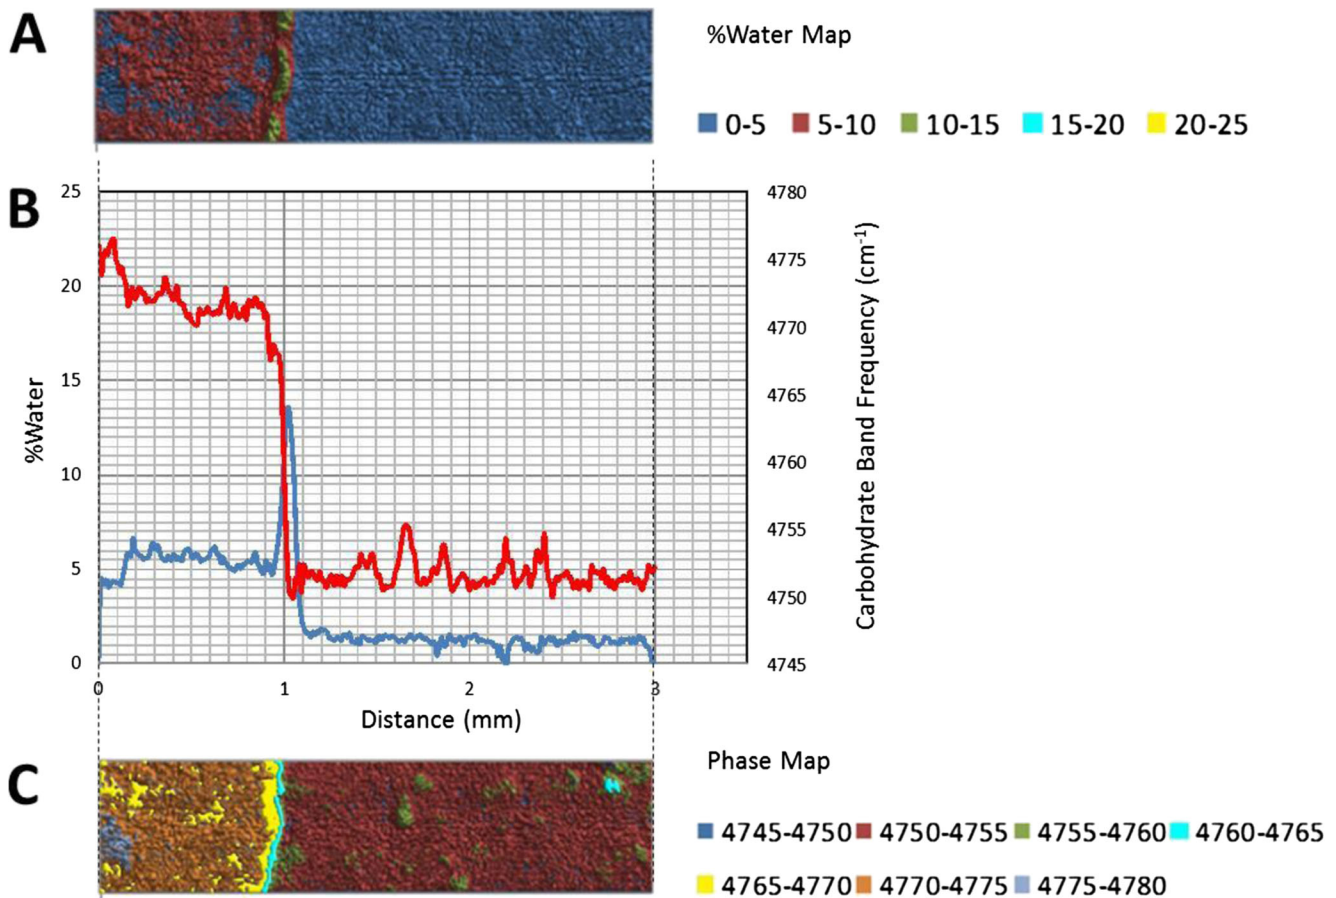 A
%Water Map
0-5 5-10 10-15 15-20 20-25
B
25
20
15
10
5
0
%Water
4780
4775
4770
4765
4760
4755
4750
4745
Carbohydrate Band Frequency (cm-1)
0 1 2 3
Distance (mm)
C
Phase Map
4745-4750 4750-4755 4755-4760 4760-4765
4765-4770 4770-4775 4775-4780